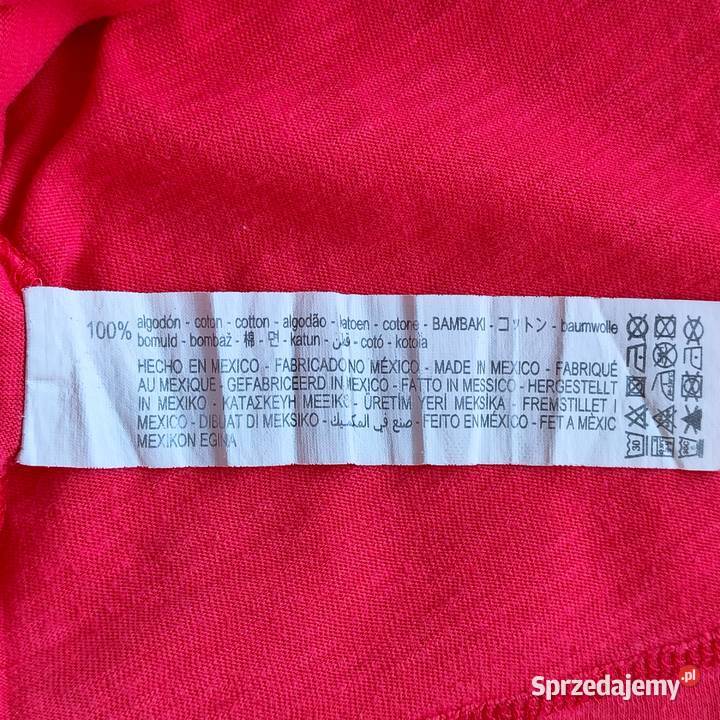 100% algodón - coton - cotton - algodão - katoen - cotone - BAMBAKI - コットン - baumwolle
bomuld - bombaž - 棉 - 면 - katun - قطن - cotó - kotoia
HECHO EN MEXICO - FABRICADO NO MÉXICO - MADE IN MEXICO - FABRIQUÉ
AU MEXIQUE - GEFABRICEERD IN MEXICO - FATTO IN MESSICO - HERGESTELLT
IN MEXIKO - ΚΑΤΑΣΚΕΥΗ ΜΕΞΙΚΟ - ÜRETİM YERİ MEKSİKA - FREMSTILLET I
MEXICO - DIBUAT DI MEKSIKO - صنع في المكسيك - FEITO EN MÉXICO - FET A MÈXIC
MEXIKON EGINA
30
Sprzedajemy.pl